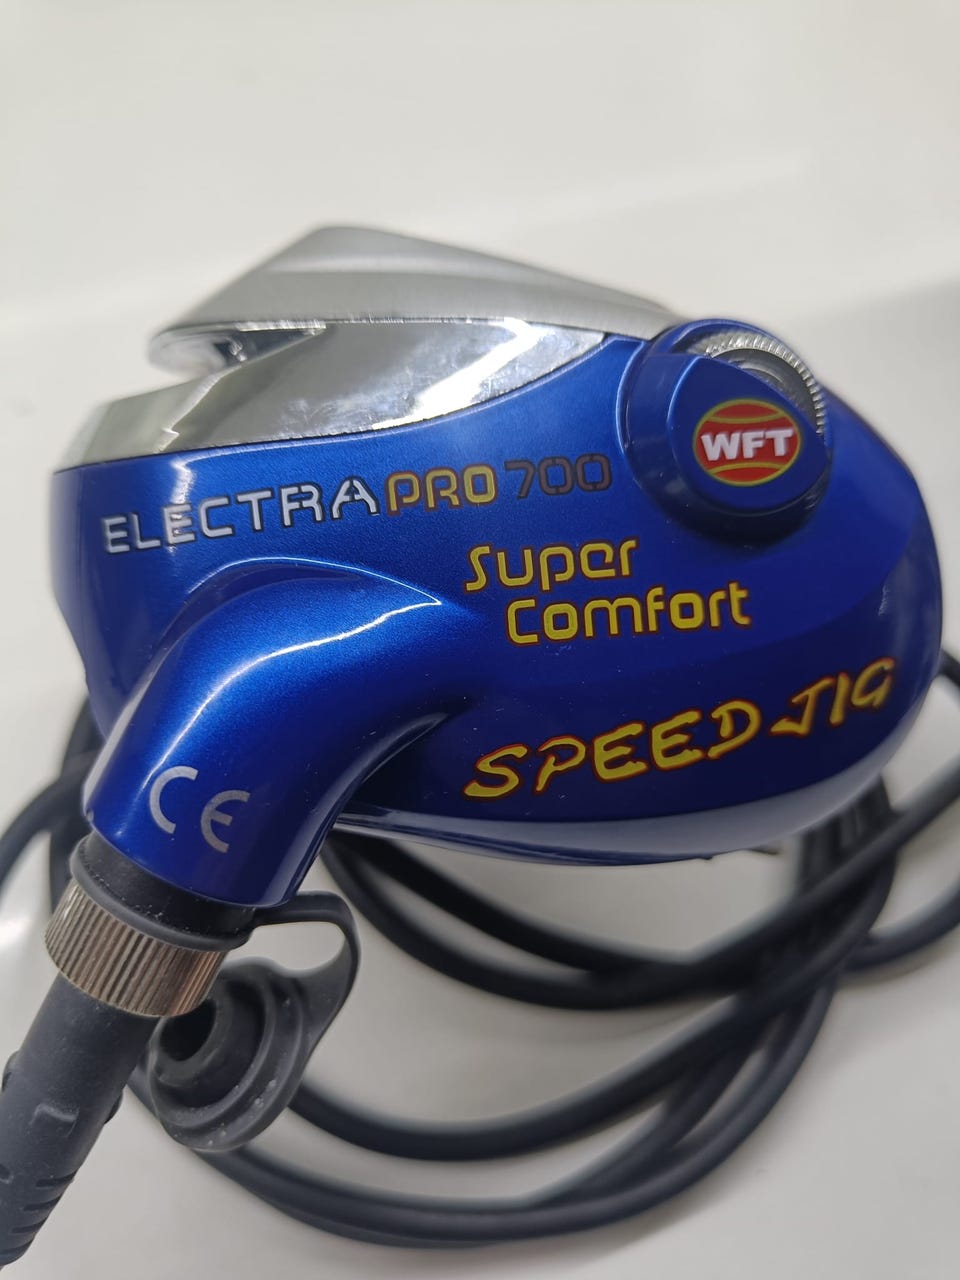 WFT
ELECTRA PRO 700
Super
Comfort
SPEED JIG
CE